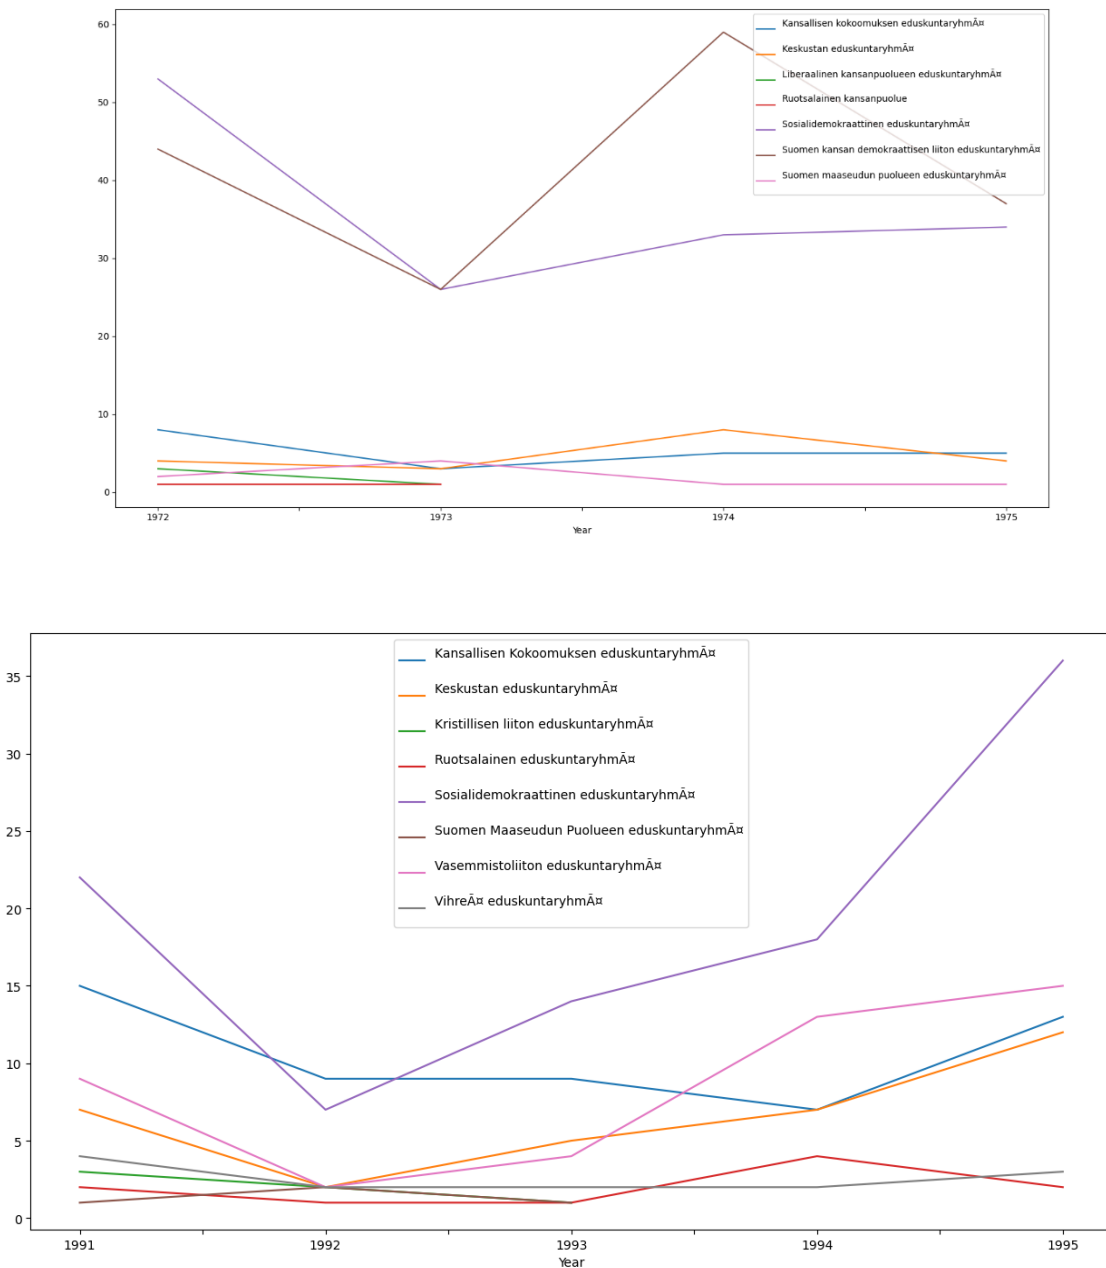 60
50
40
30
20
10
0
Kansallisen kokoomuksen eduskuntaryhmÃ¤
Keskustan eduskuntaryhmÃ¤
Liberaalinen kansanpuolueen eduskuntaryhmÃ¤
Ruotsalainen kansanpuolue
Sosialidemokraattinen eduskuntaryhmÃ¤
Suomen kansan demokraattisen liiton eduskuntaryhmÃ¤
Suomen maaseudun puolueen eduskuntaryhmÃ¤
1972 1973 1974 1975
Year
35
30
25
20
15
10
5
0
Kansallisen Kokoomuksen eduskuntaryhmÃ¤
Keskustan eduskuntaryhmÃ¤
Kristillisen liiton eduskuntaryhmÃ¤
Ruotsalainen eduskuntaryhmÃ¤
Sosialidemokraattinen eduskuntaryhmÃ¤
Suomen Maaseudun Puolueen eduskuntaryhmÃ¤
Vasemmistoliiton eduskuntaryhmÃ¤
VihreÃ¤ eduskuntaryhmÃ¤
1991 1992 1993 1994 1995
Year